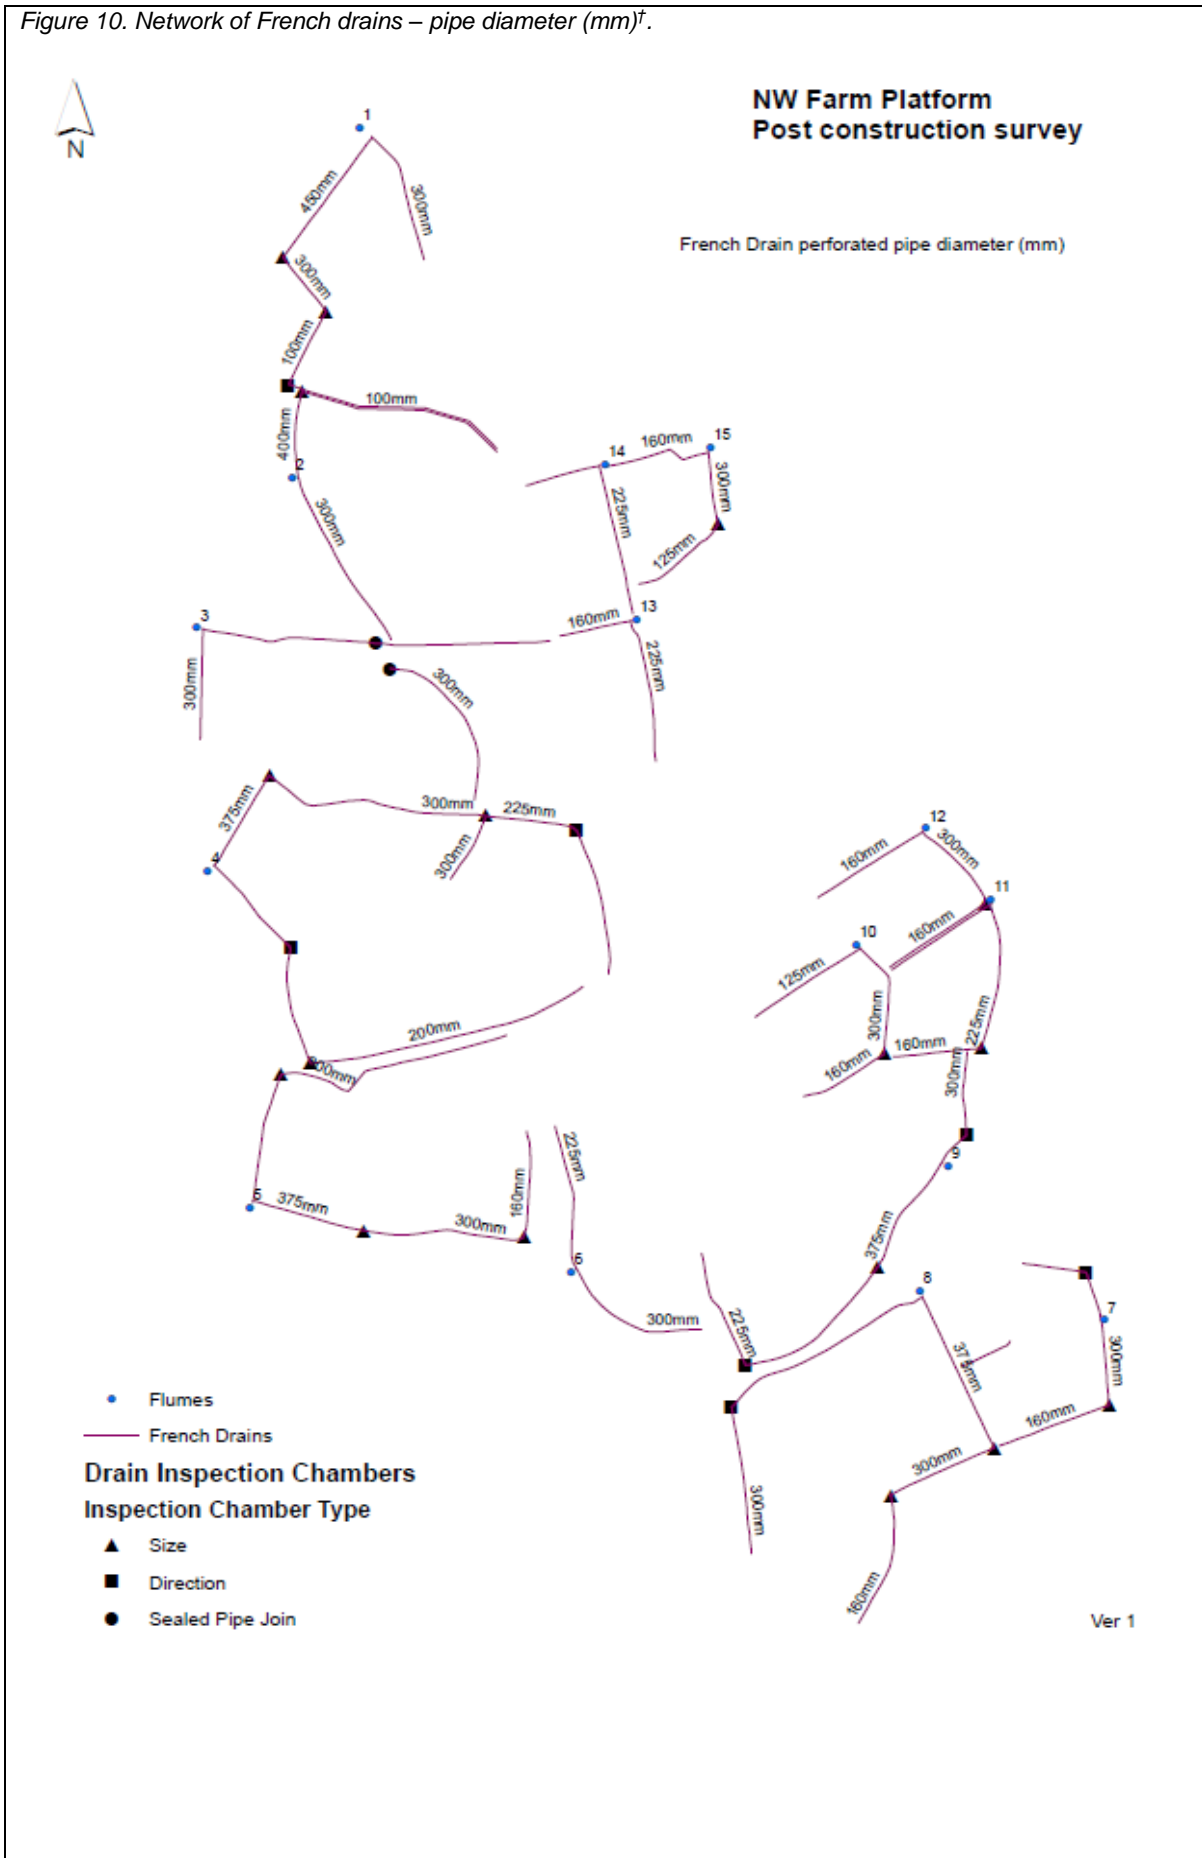 Figure 10. Network of French drains – pipe diameter (mm)†.
NW Farm Platform
Post construction survey
N
French Drain perforated pipe diameter (mm)
1
450mm
300mm
300mm
100mm
100mm
400mm
2
300mm
14
160mm
15
225mm
300mm
125mm
3
160mm
13
300mm
225mm
300mm
375mm
300mm
225mm
300mm
4
12
160mm
300mm
11
160mm
10
125mm
300mm
160mm
225mm
160mm
300mm
200mm
300mm
9
225mm
160mm
5
375mm
300mm
375mm
6
300mm
225mm
8
7
375mm
300mm
160mm
300mm
300mm
160mm
Flumes
French Drains
Drain Inspection Chambers
Inspection Chamber Type
Size
Direction
Sealed Pipe Join
Ver 1